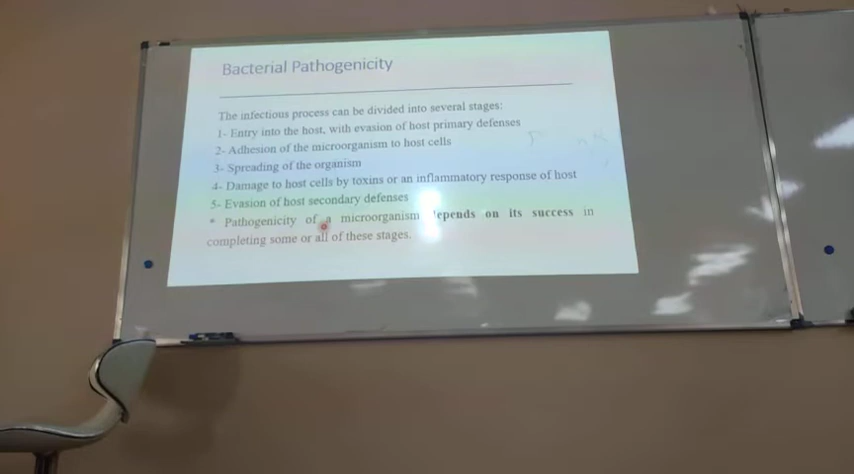 Bacterial Pathogenicity
The infectious process can be divided into several stages:
1- Entry into the host, with evasion of host primary defenses
2- Adhesion of the microorganism to host cells
3- Spreading of the organism
4- Damage to host cells by toxins or an inflammatory response of host
5- Evasion of host secondary defenses
* Pathogenicity of a microorganism depends on its success in
completing some or all of these stages.